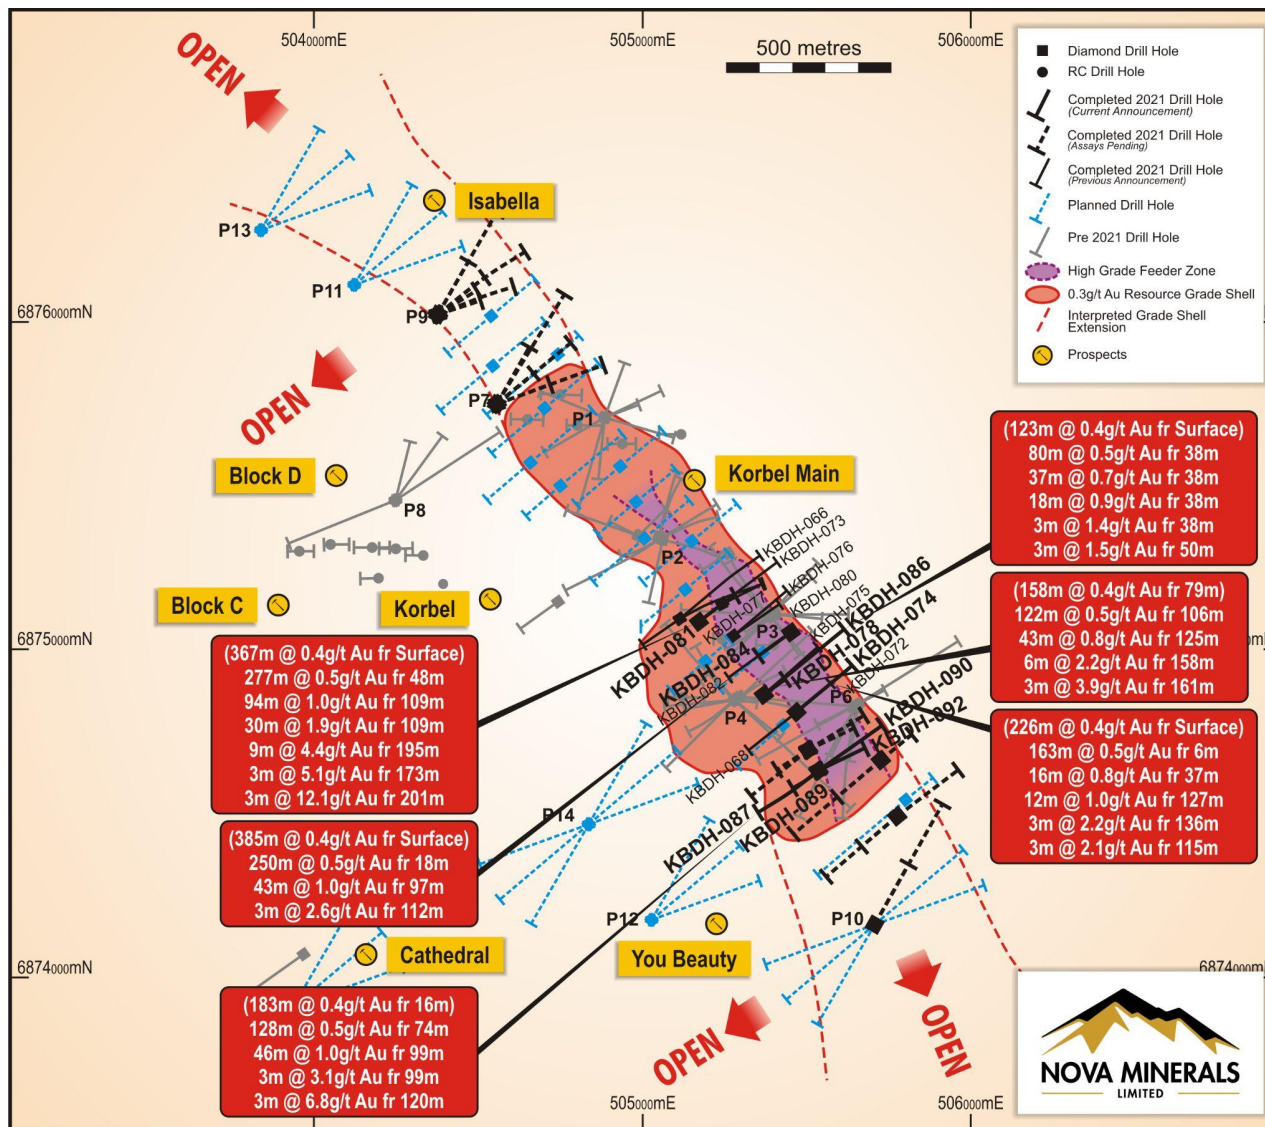 504000mE
505000mE
506000mE
500 metres
OPEN
Diamond Drill Hole
RC Drill Hole
Completed 2021 Drill Hole
(Current Announcement)
Completed 2021 Drill Hole
(Assays Pending)
Completed 2021 Drill Hole
(Previous Announcement)
Planned Drill Hole
Pre 2021 Drill Hole
High Grade Feeder Zone
0.3g/t Au Resource Grade Shell
Interpreted Grade Shell
Extension
Prospects
Isabella
P13
P11
6876000mN
P9
OPEN
P7
P1
Block D
Korbel Main
P8
P2
KBDH-066
KBDH-073
KBDH-076
KBDH-080
KBDH-075
KBDH-086
KBDH-077
KBDH-074
KBDH-078
KBDH-072
P3
Block C
Korbel
6875000mN
KBDH-081
KBDH-084
KBDH-082
P4
P6
KBDH-090
KBDH-092
KBDH-068
KBDH-087
KBDH-089
(123m @ 0.4g/t Au fr Surface)
80m @ 0.5g/t Au fr 38m
37m @ 0.7g/t Au fr 38m
18m @ 0.9g/t Au fr 38m
3m @ 1.4g/t Au fr 38m
3m @ 1.5g/t Au fr 50m
(158m @ 0.4g/t Au fr 79m)
122m @ 0.5g/t Au fr 106m
43m @ 0.8g/t Au fr 125m
6m @ 2.2g/t Au fr 158m
3m @ 3.9g/t Au fr 161m
(226m @ 0.4g/t Au fr Surface)
163m @ 0.5g/t Au fr 6m
16m @ 0.8g/t Au fr 37m
12m @ 1.0g/t Au fr 127m
3m @ 2.2g/t Au fr 136m
3m @ 2.1g/t Au fr 115m
(367m @ 0.4g/t Au fr Surface)
277m @ 0.5g/t Au fr 48m
94m @ 1.0g/t Au fr 109m
30m @ 1.9g/t Au fr 109m
9m @ 4.4g/t Au fr 195m
3m @ 5.1g/t Au fr 173m
3m @ 12.1g/t Au fr 201m
(385m @ 0.4g/t Au fr Surface)
250m @ 0.5g/t Au fr 18m
43m @ 1.0g/t Au fr 97m
3m @ 2.6g/t Au fr 112m
P14
P12
P10
You Beauty
Cathedral
6874000mN
6874000mN
(183m @ 0.4g/t Au fr 16m)
128m @ 0.5g/t Au fr 74m
46m @ 1.0g/t Au fr 99m
3m @ 3.1g/t Au fr 99m
3m @ 6.8g/t Au fr 120m
OPEN
OPEN
NOVA MINERALS
LIMITED
505000mE
506000mE